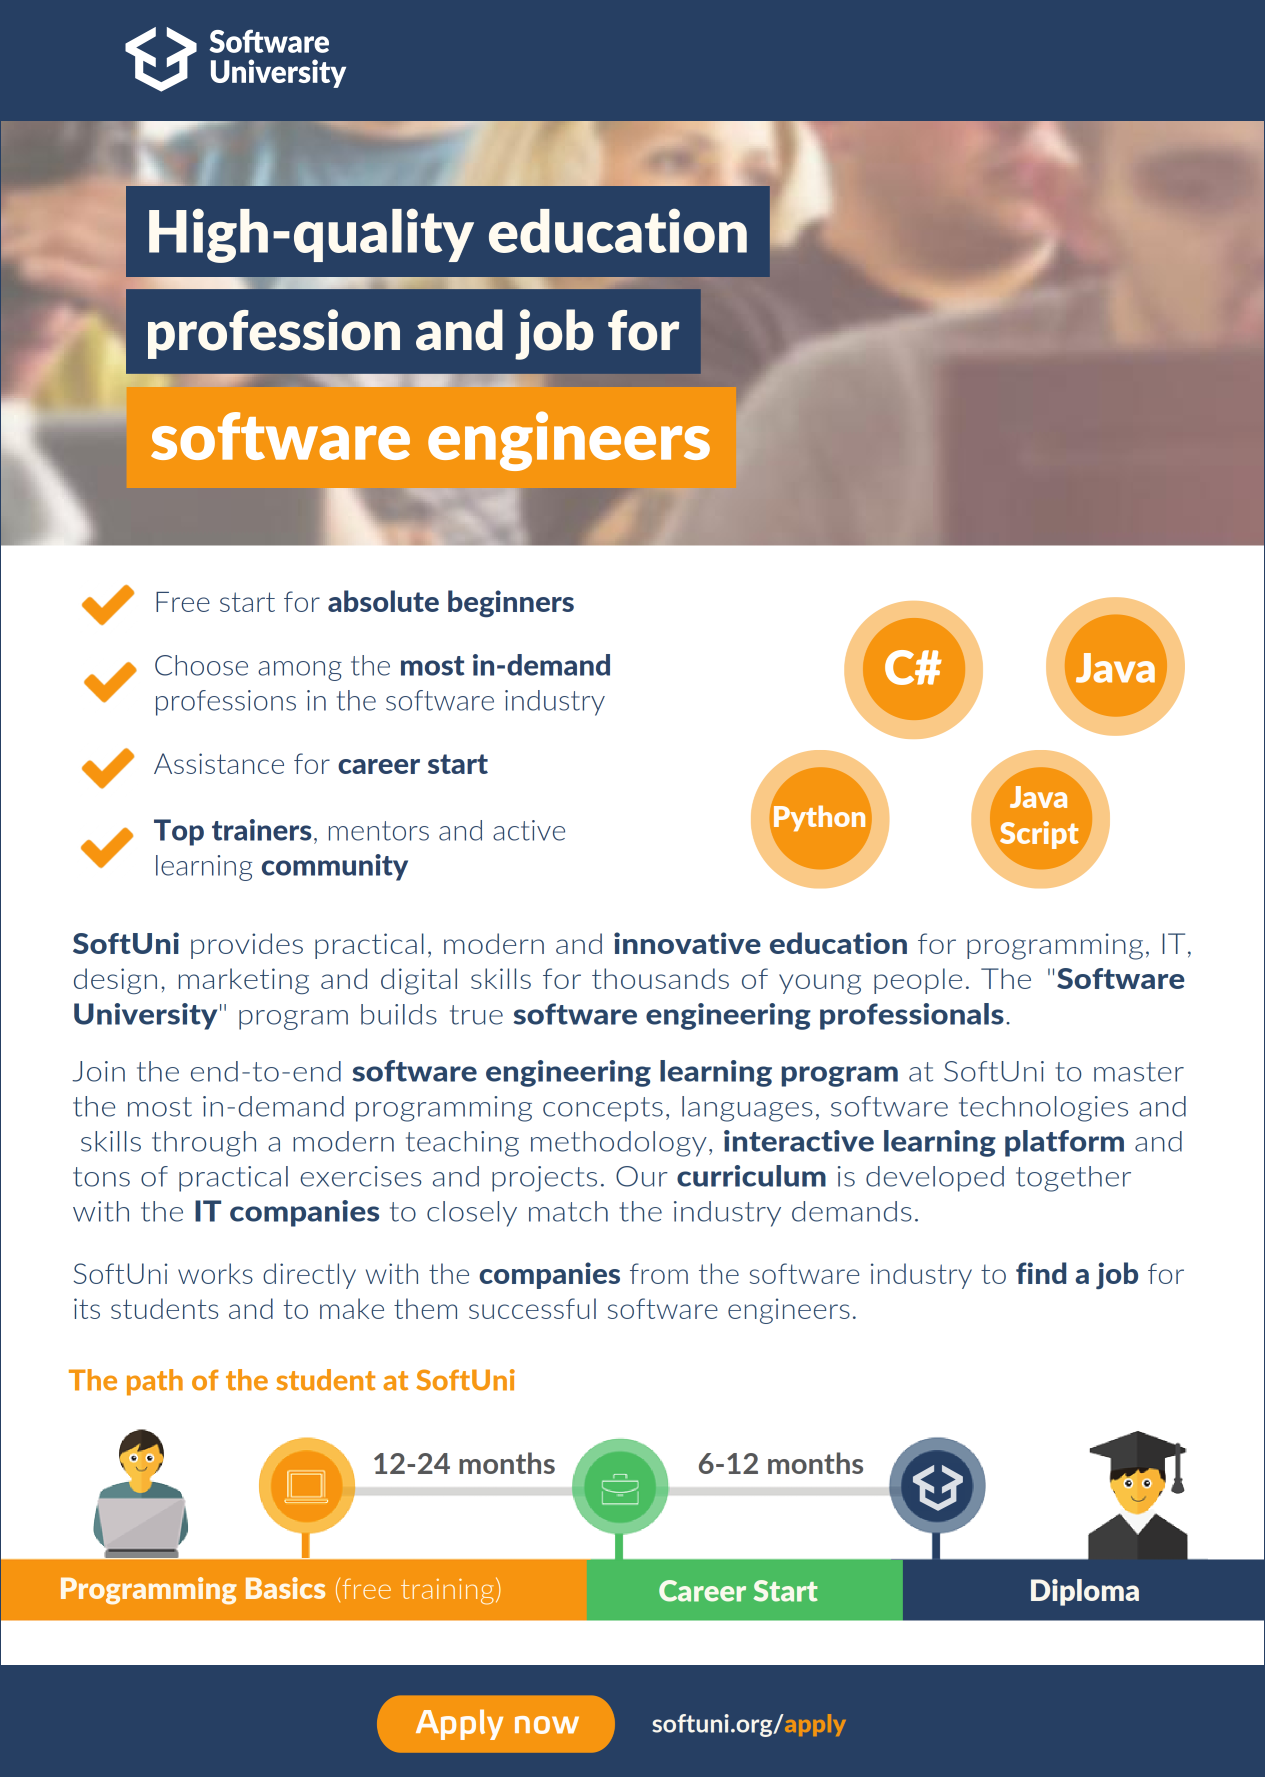 Software
University
High-quality education
profession and job for
software engineers
Free start for absolute beginners
Choose among the most in-demand
professions in the software industry
Assistance for career start
Top trainers, mentors and active
learning community
C#
Java
Python
Java
Script
SoftUni provides practical, modern and innovative education for programming, IT,
design, marketing and digital skills for thousands of young people. The "Software
University" program builds true software engineering professionals.
Join the end-to-end software engineering learning program at SoftUni to master
the most in-demand programming concepts, languages, software technologies and
skills through a modern teaching methodology, interactive learning platform and
tons of practical exercises and projects. Our curriculum is developed together
with the IT companies to closely match the industry demands.
SoftUni works directly with the companies from the software industry to find a job for
its students and to make them successful software engineers.
The path of the student at SoftUni
12-24 months
6-12 months
Programming Basics (free training)
Career Start
Diploma
Apply now
softuni.org/apply